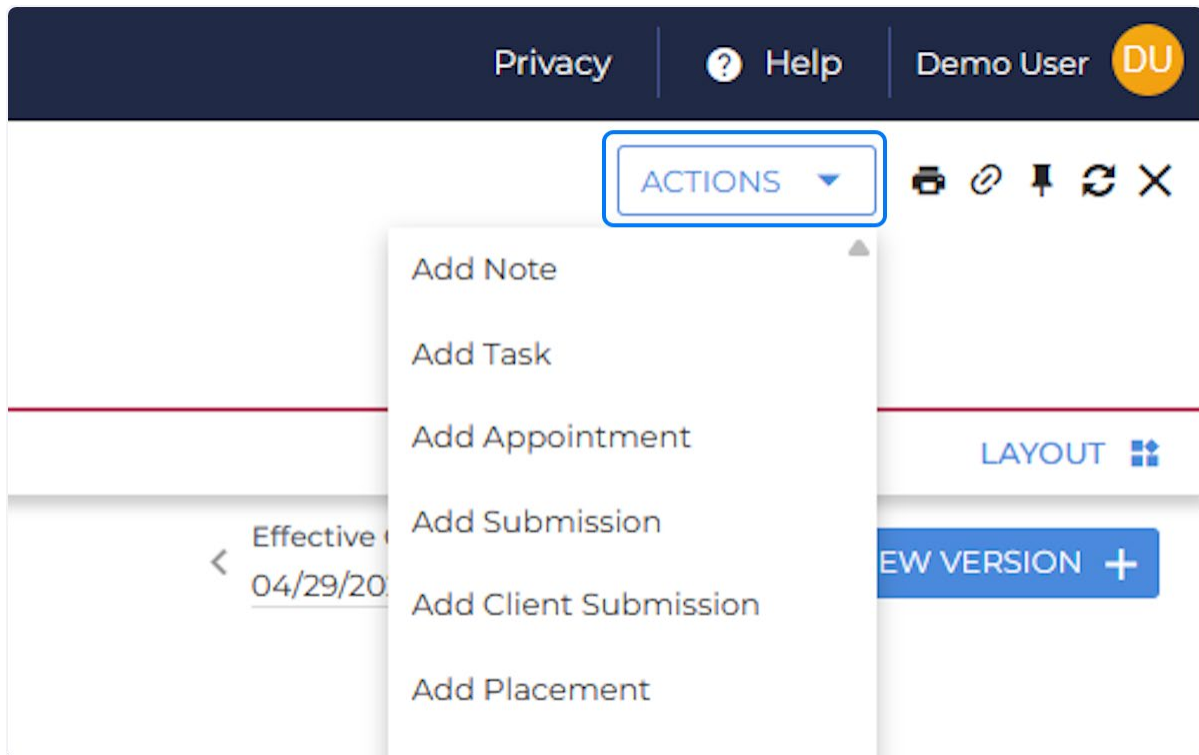 Privacy
Help
Demo User
DU
ACTIONS
Add Note
Add Task
Add Appointment
LAYOUT
Add Submission
Effective
04/29/20
EW VERSION
Add Client Submission
Add Placement